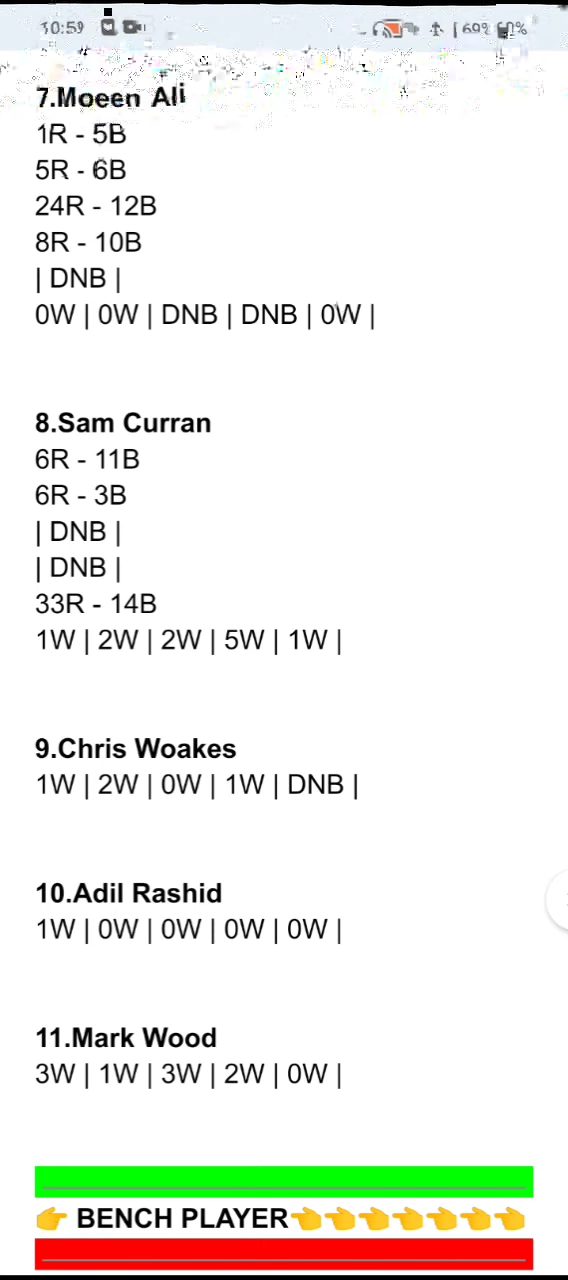 10:59
7.Moeen Ali
1R - 5B
5R - 6B
24R - 12B
8R - 10B
| DNB |
0W | 0W | DNB | DNB | 0W |
8.Sam Curran
6R - 11B
6R - 3B
| DNB |
| DNB |
33R - 14B
1W | 2W | 2W | 5W | 1W |
9.Chris Woakes
1W | 2W | 0W | 1W | DNB |
10.Adil Rashid
1W | 0W | 0W | 0W | 0W |
11.Mark Wood
3W | 1W | 3W | 2W | 0W |
👉 BENCH PLAYER👈👈👈👈👈👈👈